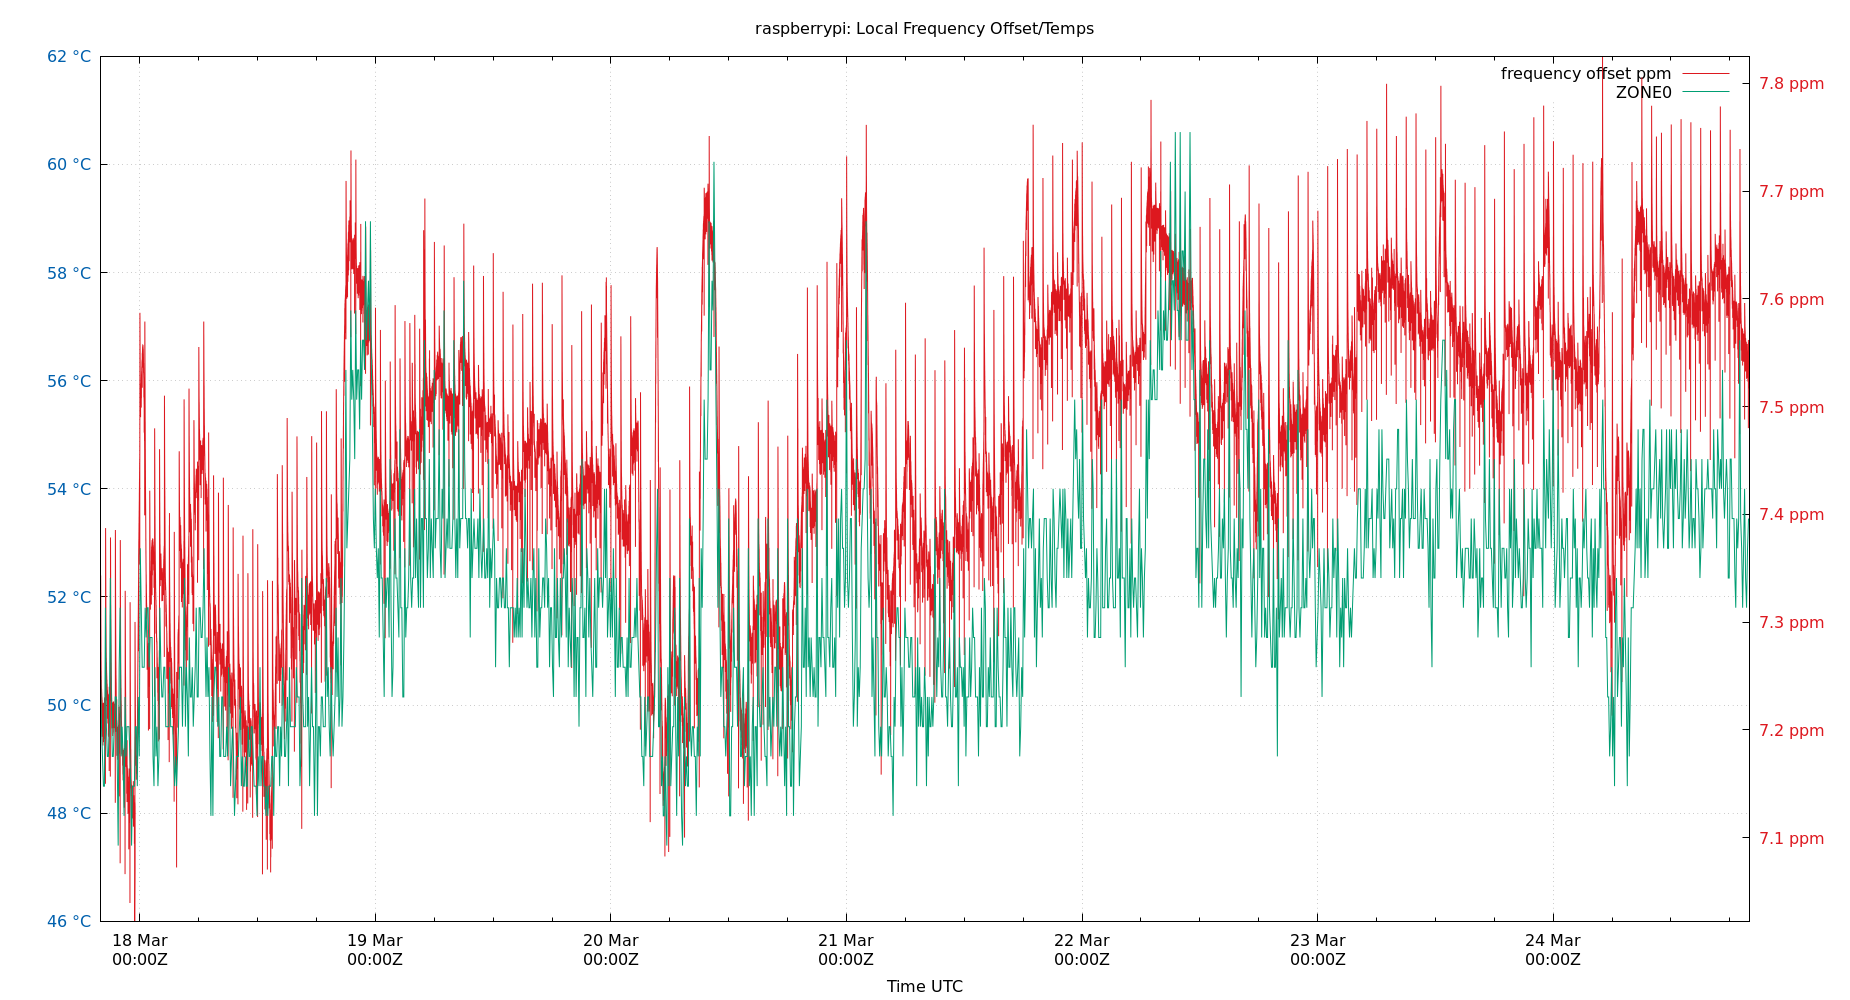 raspberrypi: Local Frequency Offset/Temps
frequency offset ppm
ZONE0
62 °C
60 °C
58 °C
56 °C
54 °C
52 °C
50 °C
48 °C
46 °C
7.8 ppm
7.7 ppm
7.6 ppm
7.5 ppm
7.4 ppm
7.3 ppm
7.2 ppm
7.1 ppm
18 Mar
00:00Z
19 Mar
00:00Z
20 Mar
00:00Z
21 Mar
00:00Z
22 Mar
00:00Z
23 Mar
00:00Z
24 Mar
00:00Z
Time UTC